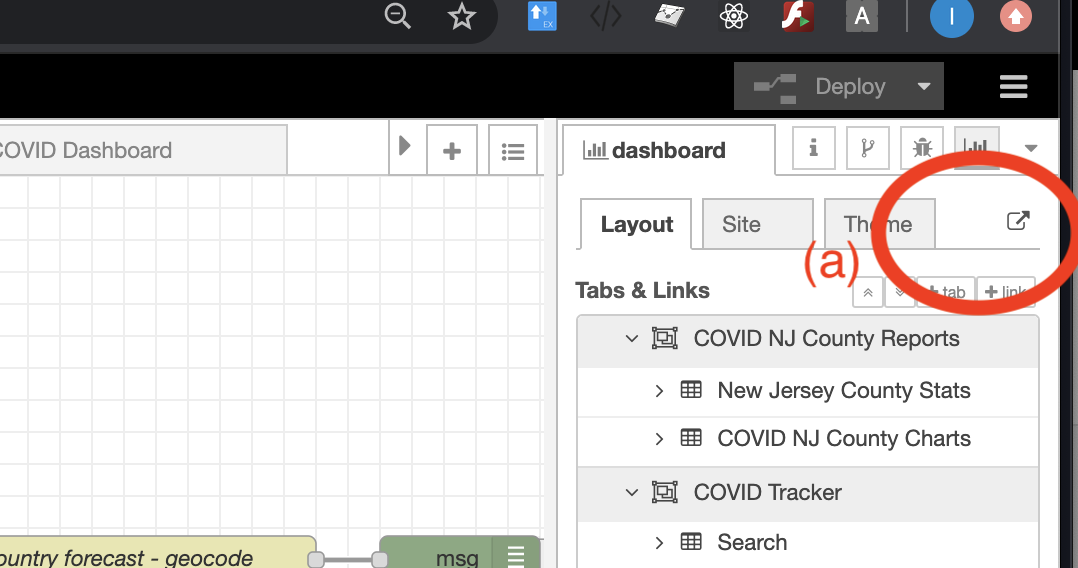 EX
A
I
Deploy
COVID Dashboard
dashboard
Layout
Site
Theme
(a)
Tabs & Links
tab
link
COVID NJ County Reports
New Jersey County Stats
COVID NJ County Charts
COVID Tracker
Search
ountry forecast - geocode
msg